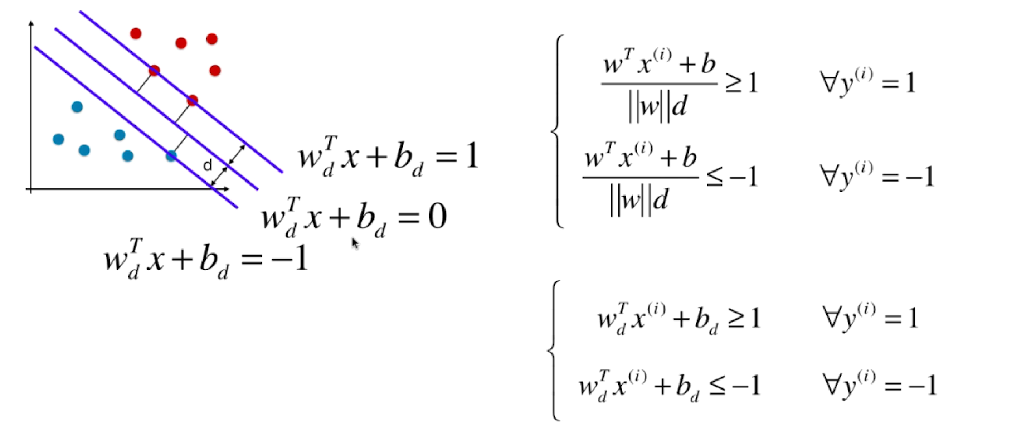 d
w_d^T x + b_d = 1
w_d^T x + b_d = 0
w_d^T x + b_d = −1
(w^T x^(i) + b) / (||w||d) ≥ 1 ∀y^(i) = 1
(w^T x^(i) + b) / (||w||d) ≤ −1 ∀y^(i) = −1
w_d^T x^(i) + b_d ≥ 1 ∀y^(i) = 1
w_d^T x^(i) + b_d ≤ −1 ∀y^(i) = −1